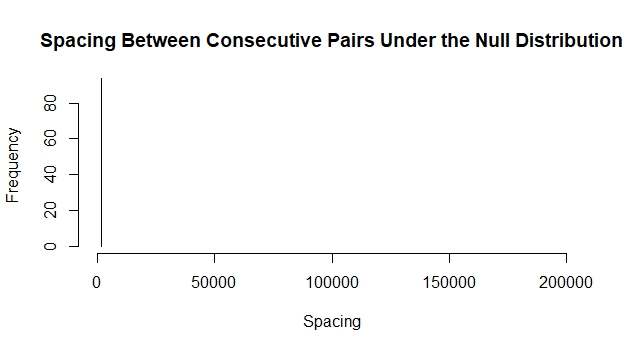 Spacing Between Consecutive Pairs Under the Null Distribution
Frequency
80
60
40
20
0
0 50000 100000 150000 200000
Spacing